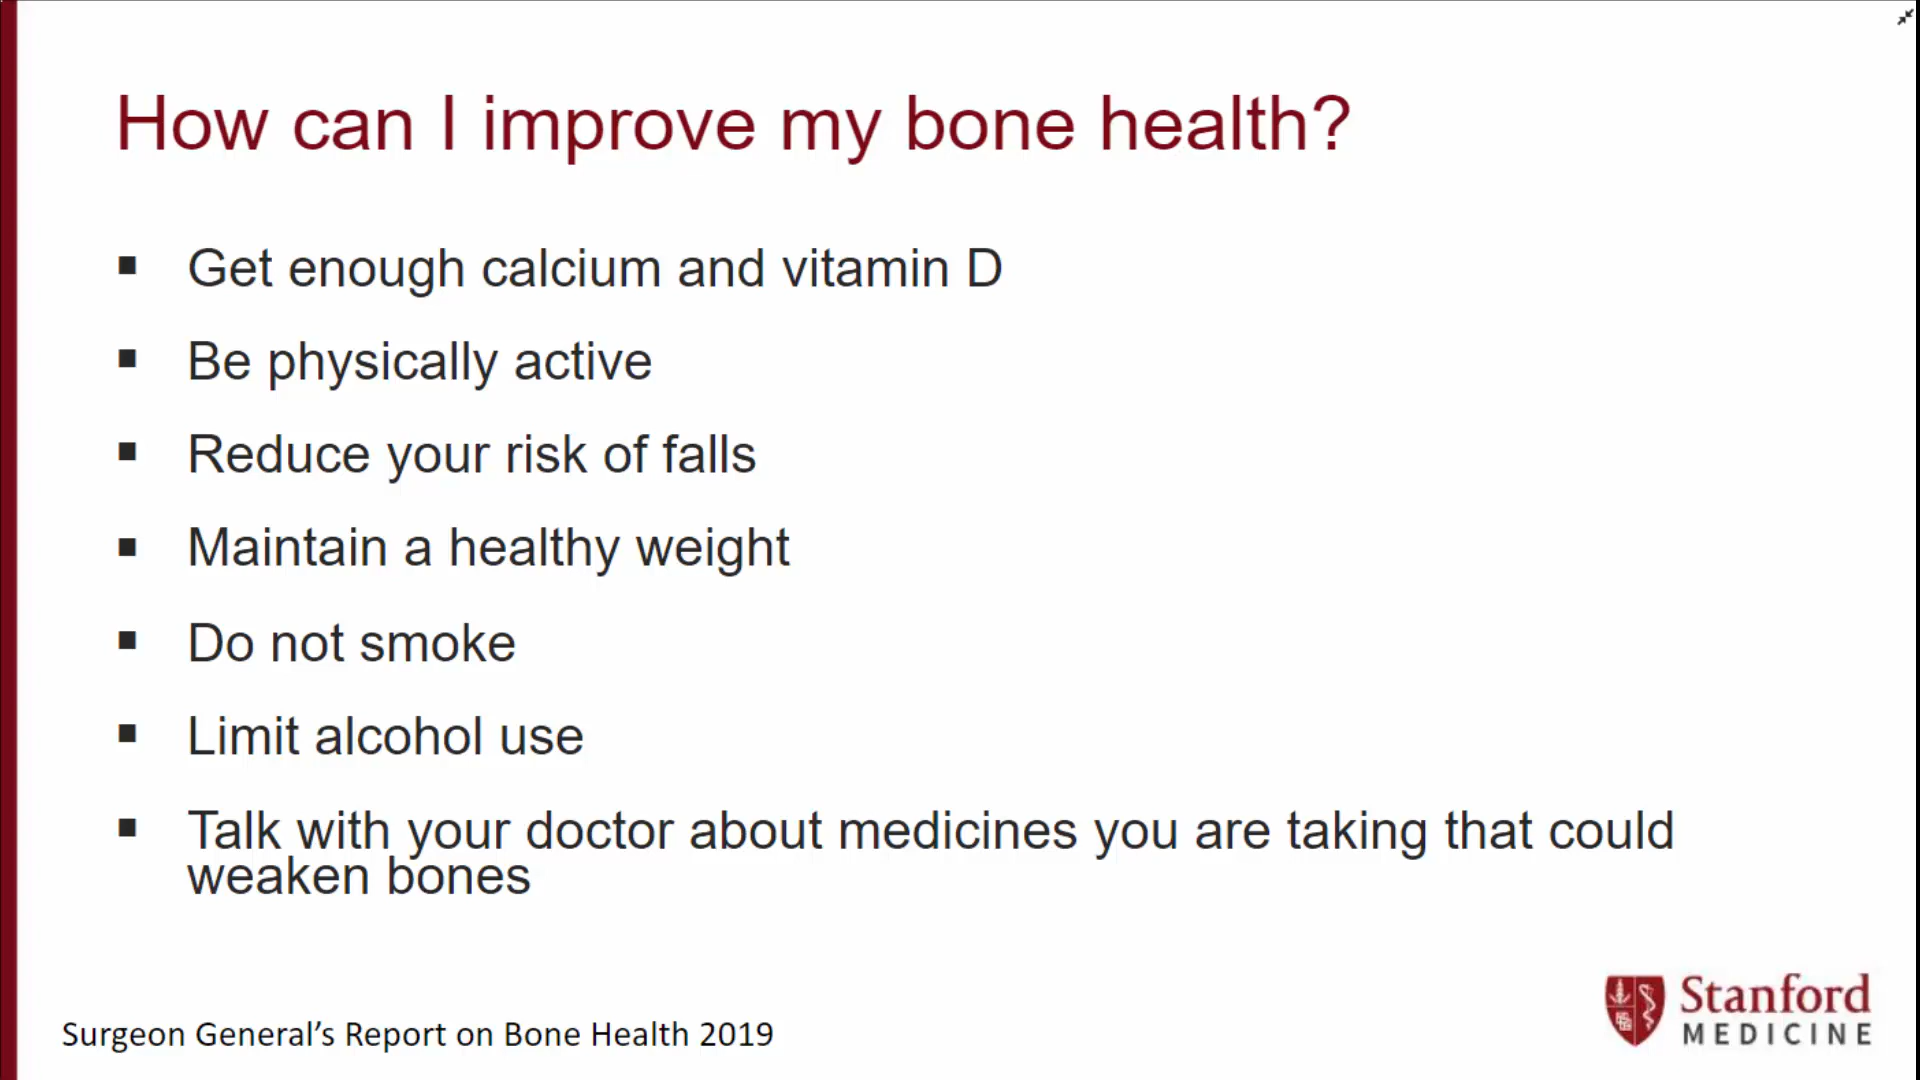 How can I improve my bone health?
▪ Get enough calcium and vitamin D
▪ Be physically active
▪ Reduce your risk of falls
▪ Maintain a healthy weight
▪ Do not smoke
▪ Limit alcohol use
▪ Talk with your doctor about medicines you are taking that could
weaken bones
Surgeon General’s Report on Bone Health 2019
Stanford
MEDICINE